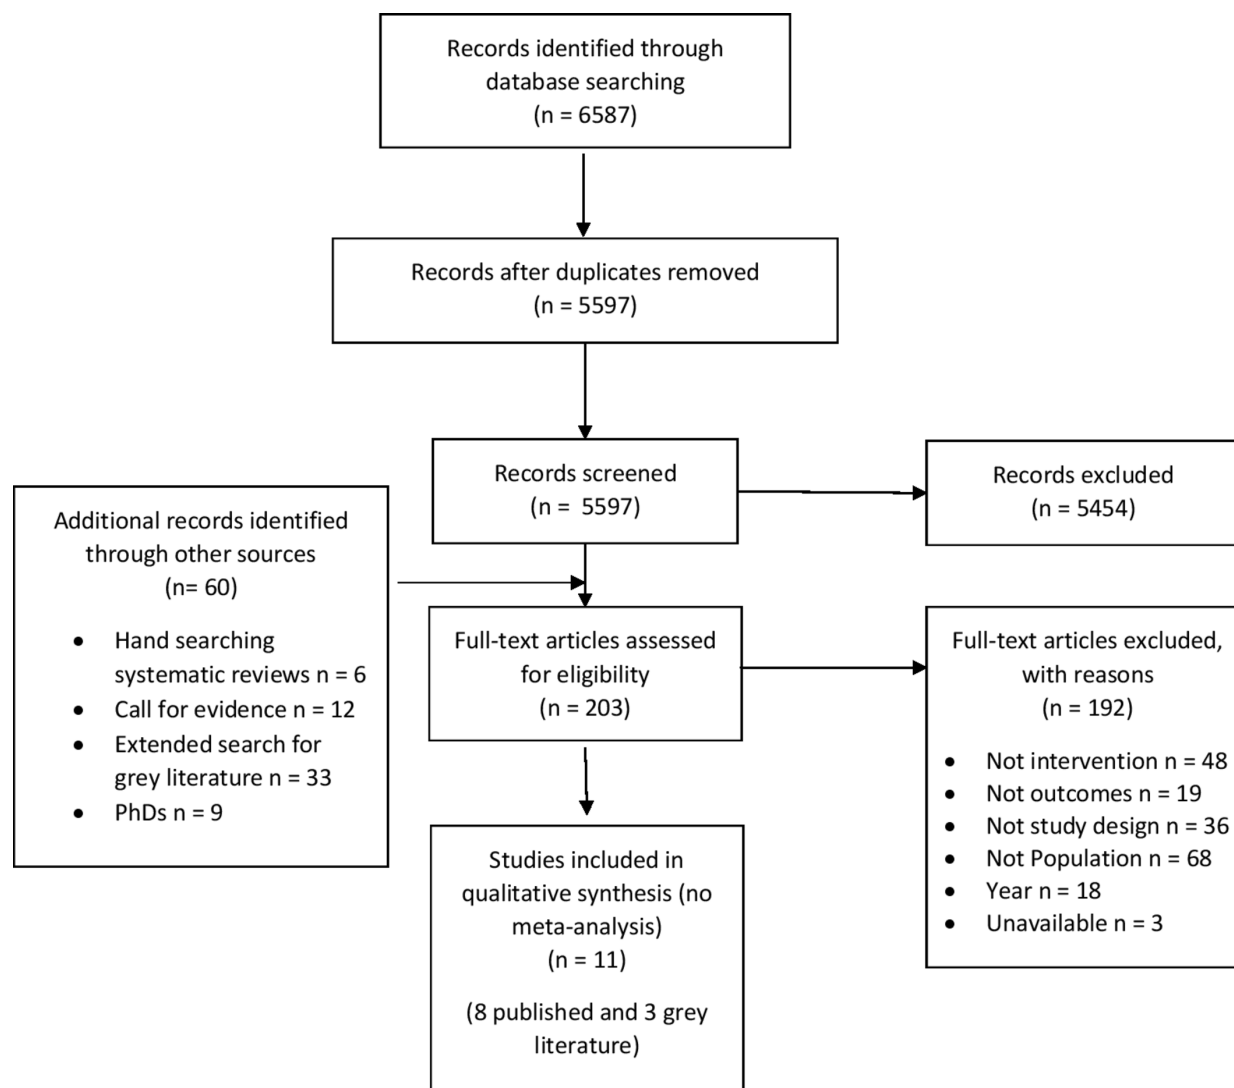 Records identified through
database searching
(n = 6587)
Records after duplicates removed
(n = 5597)
Records screened
(n = 5597)
Records excluded
(n = 5454)
Additional records identified
through other sources
(n= 60)
• Hand searching
systematic reviews n = 6
• Call for evidence n = 12
• Extended search for
grey literature n = 33
• PhDs n = 9
Full-text articles assessed
for eligibility
(n = 203)
Full-text articles excluded,
with reasons
(n = 192)
• Not intervention n = 48
• Not outcomes n = 19
• Not study design n = 36
• Not Population n = 68
• Year n = 18
• Unavailable n = 3
Studies included in
qualitative synthesis (no
meta-analysis)
(n = 11)
(8 published and 3 grey
literature)